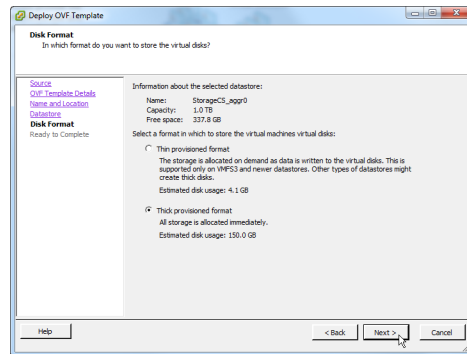 Deploy OVF Template
Disk Format
In which format do you want to store the virtual disks?
Source
OVF Template Details
Name and Location
Datastore
Disk Format
Ready to Complete
Information about the selected datastore:
Name: StorageCS_aggr0
Capacity: 1.0 TB
Free space: 337.8 GB
Select a format in which to store the virtual machines virtual disks:
Thin provisioned format
The storage is allocated on demand as data is written to the virtual disks. This is
supported only on VMFS3 and newer datastores. Other types of datastores might
create thick disks.
Estimated disk usage: 4.1 GB
Thick provisioned format
All storage is allocated immediately.
Estimated disk usage: 150.0 GB
Help
< Back
Next >
Cancel